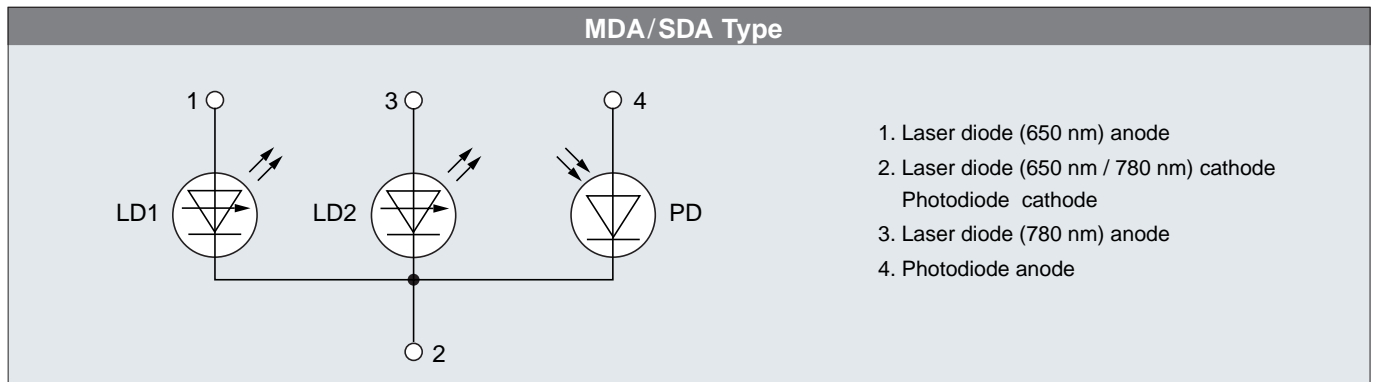 MDA/SDA Type
1
3
4
LD1
LD2
PD
2
1. Laser diode (650 nm) anode
2. Laser diode (650 nm / 780 nm) cathode
Photodiode cathode
3. Laser diode (780 nm) anode
4. Photodiode anode